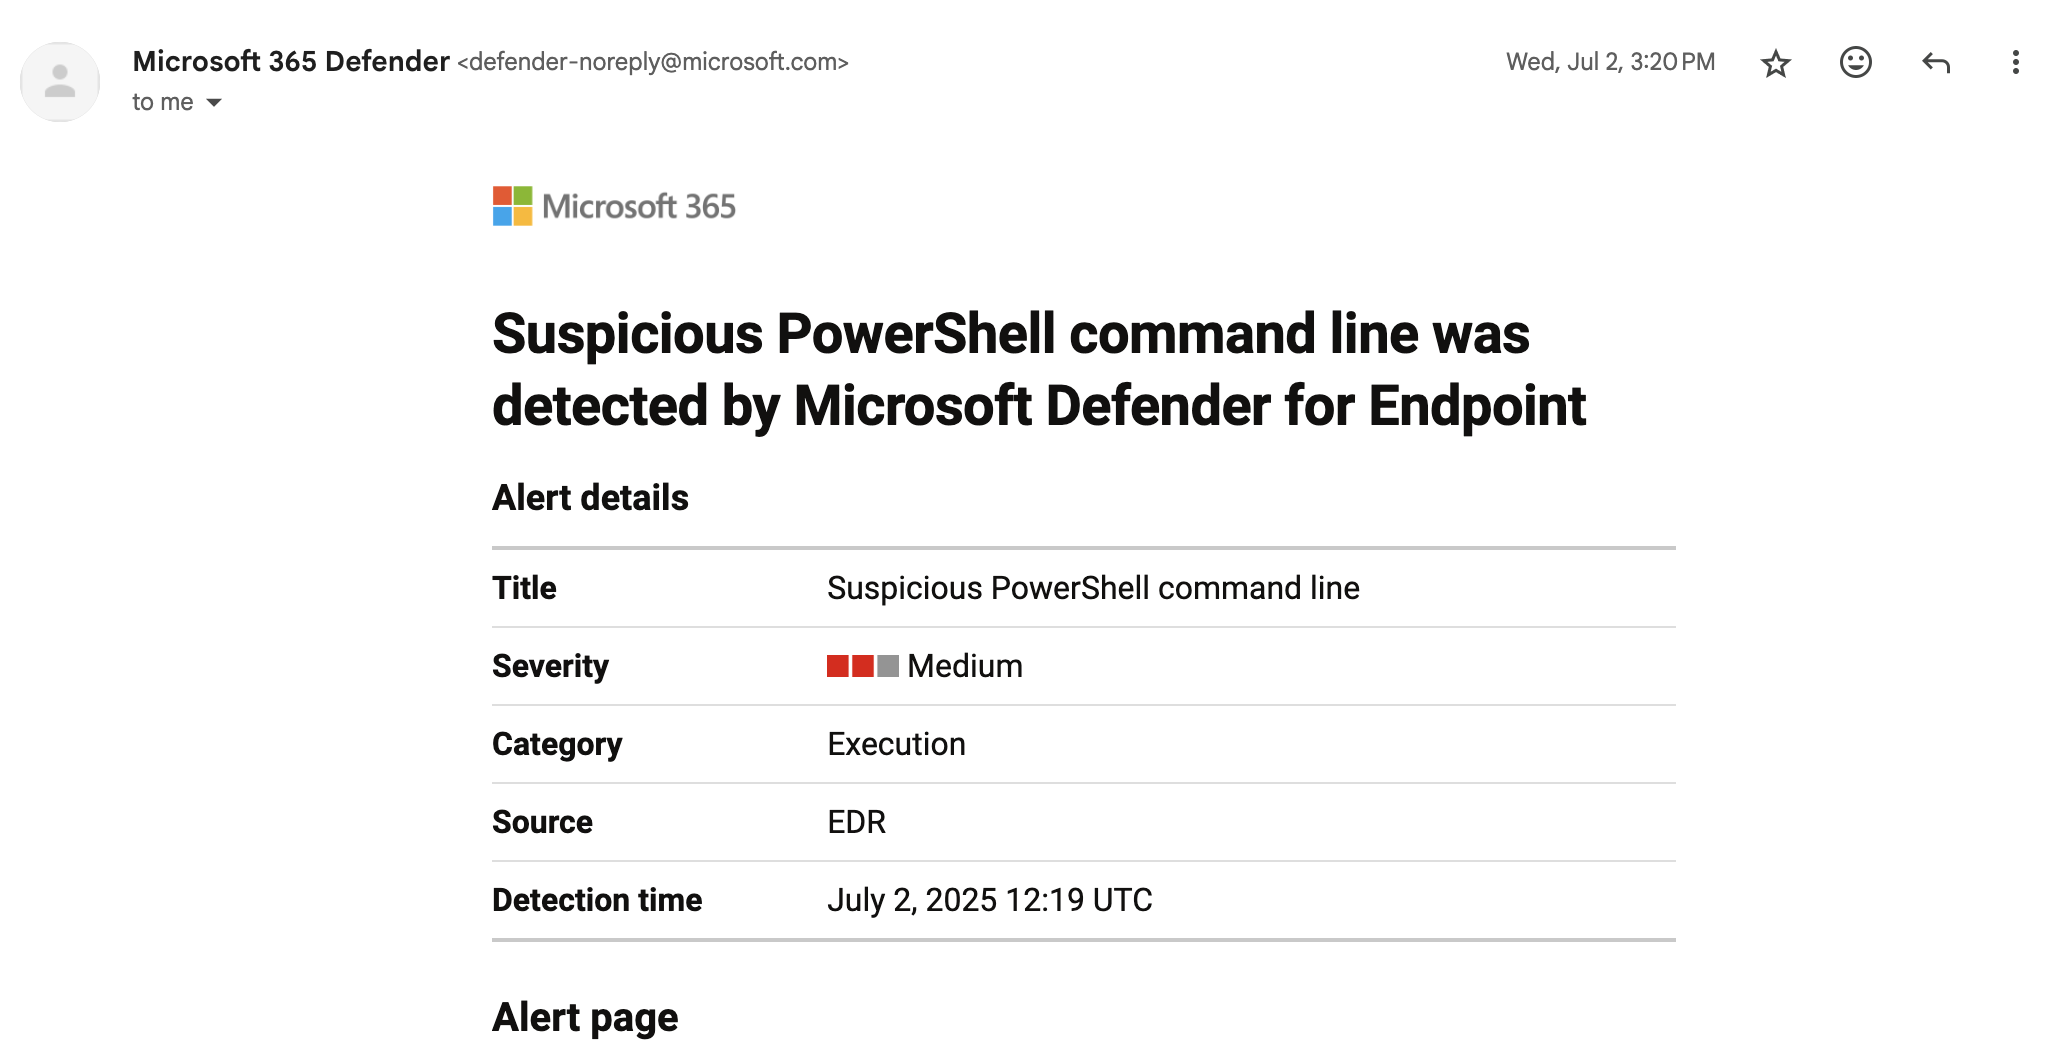 Microsoft 365 Defender <defender-noreply@microsoft.com>
Wed, Jul 2, 3:20 PM
to me
Microsoft 365
Suspicious PowerShell command line was
detected by Microsoft Defender for Endpoint
Alert details
Title Suspicious PowerShell command line
Severity Medium
Category Execution
Source EDR
Detection time July 2, 2025 12:19 UTC
Alert page